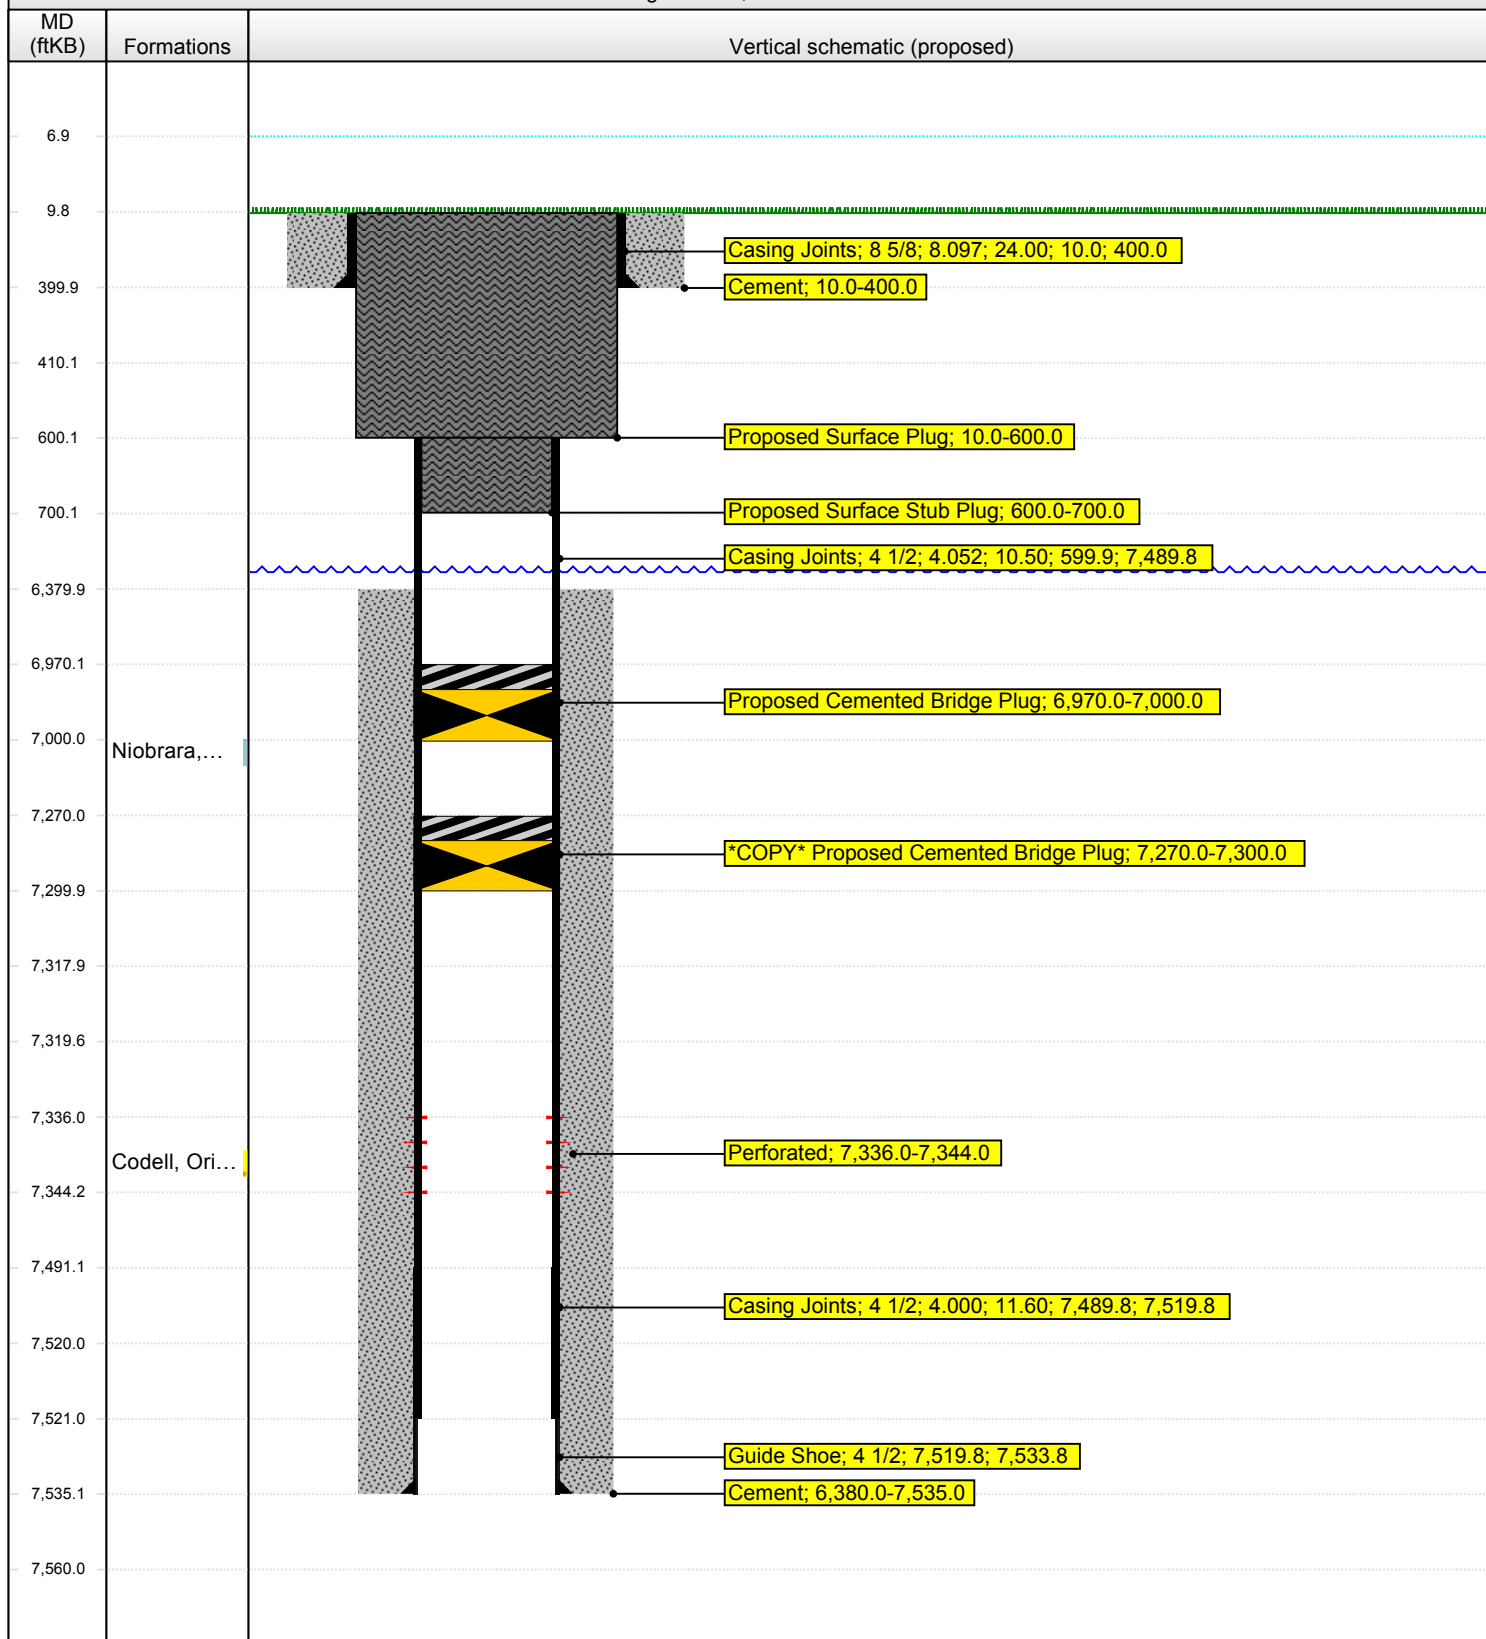 MD
(ftKB)
Formations
Vertical schematic (proposed)
6.9
9.8
Casing Joints; 8 5/8; 8.097; 24.00; 10.0; 400.0
399.9
Cement; 10.0-400.0
410.1
600.1
Proposed Surface Plug; 10.0-600.0
700.1
Proposed Surface Stub Plug; 600.0-700.0
Casing Joints; 4 1/2; 4.052; 10.50; 599.9; 7,489.8
6,379.9
6,970.1
Proposed Cemented Bridge Plug; 6,970.0-7,000.0
7,000.0
Niobrara,...
7,270.0
*COPY* Proposed Cemented Bridge Plug; 7,270.0-7,300.0
7,299.9
7,317.9
7,319.6
7,336.0
Perforated; 7,336.0-7,344.0
Codell, Ori...
7,344.2
7,491.1
Casing Joints; 4 1/2; 4.000; 11.60; 7,489.8; 7,519.8
7,520.0
7,521.0
Guide Shoe; 4 1/2; 7,519.8; 7,533.8
7,535.1
Cement; 6,380.0-7,535.0
7,560.0